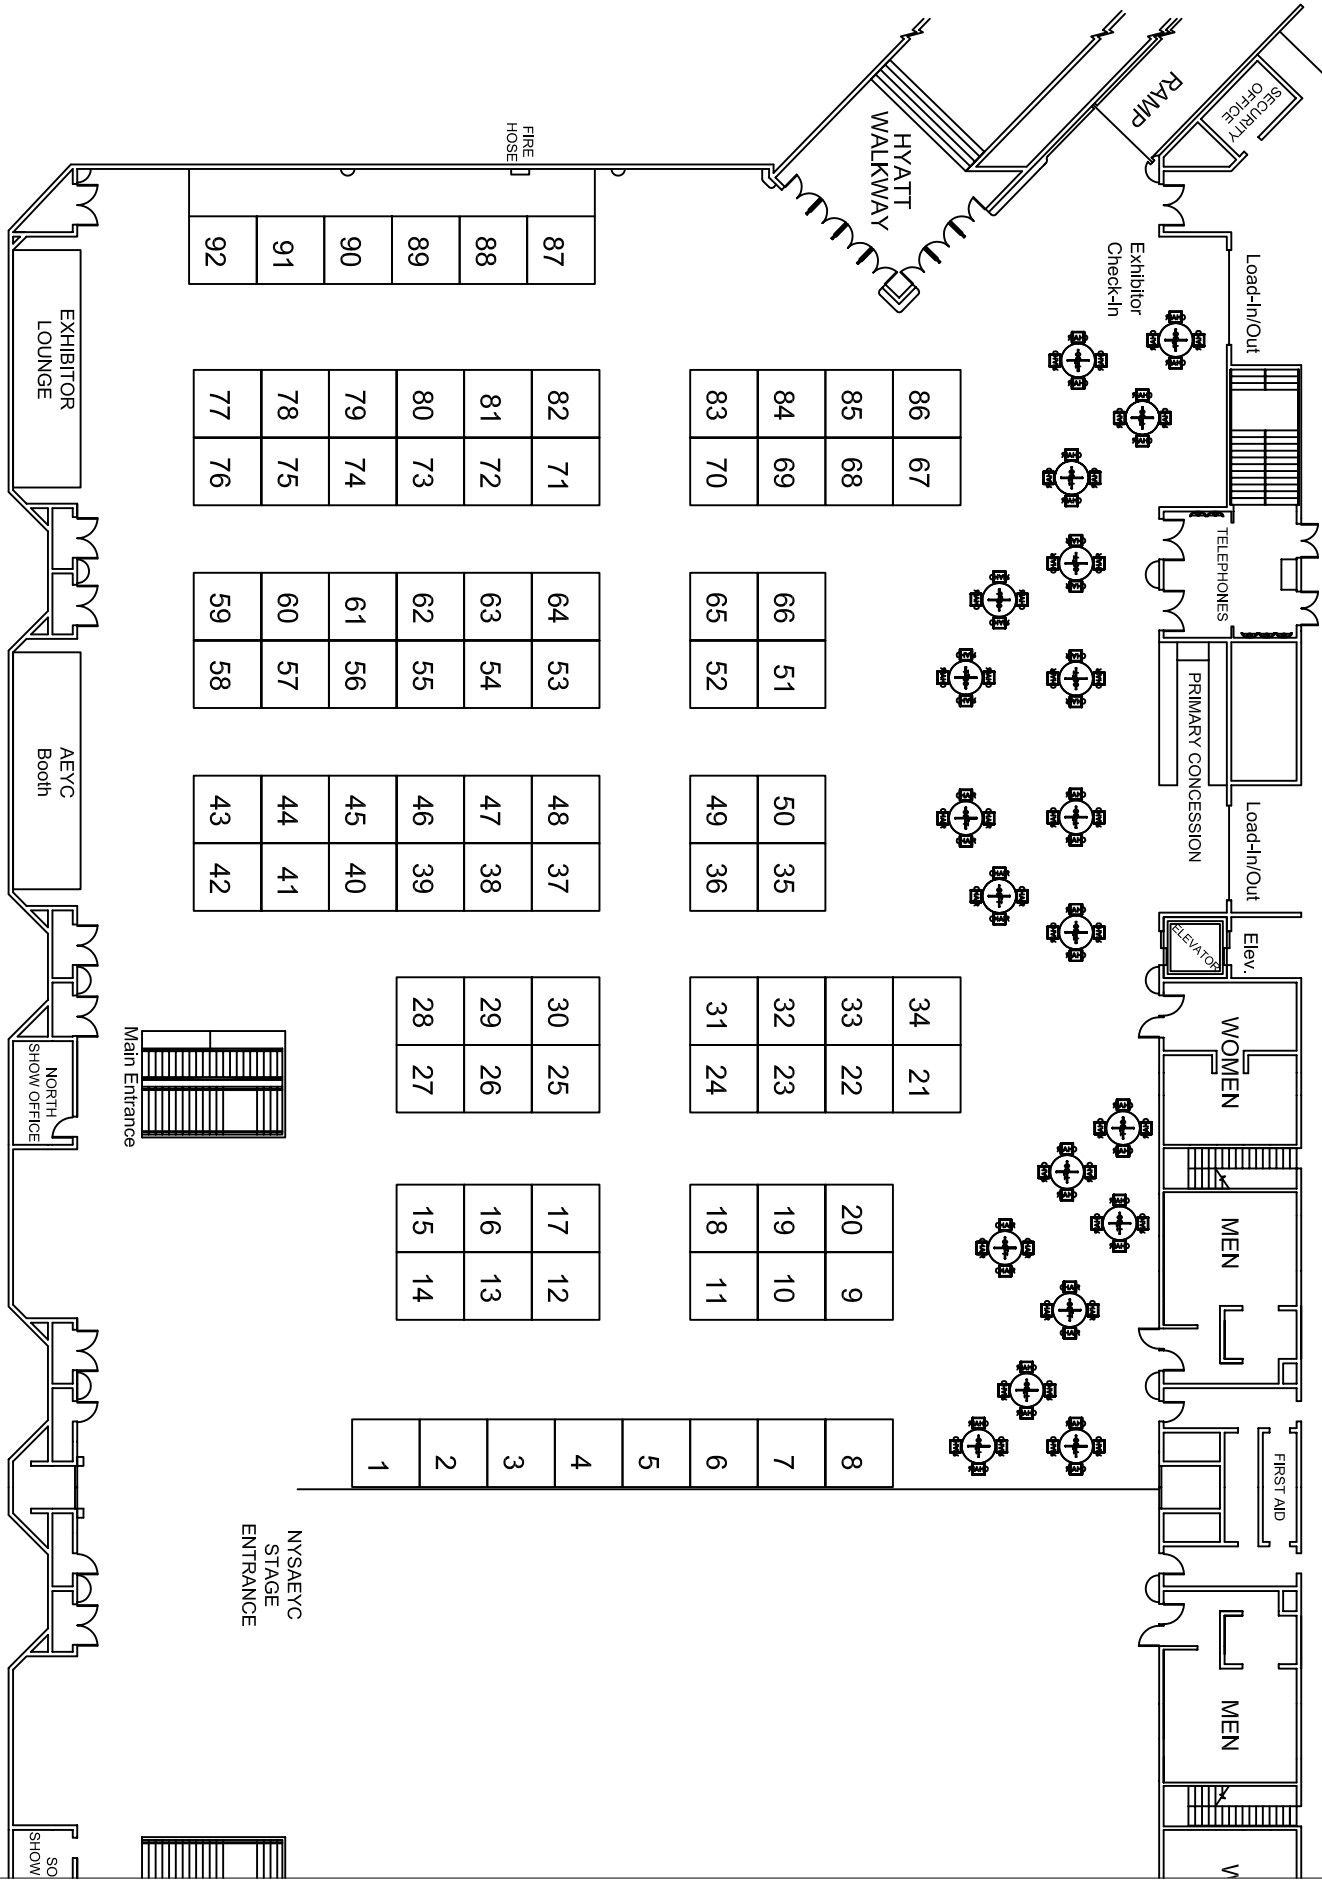 RAMP
SECURITY
OFFICE
HYATT
WALKWAY
FIRE
HOSE
Exhibitor
Check-In
Load-In/Out
92 91 90 89 88 87
EXHIBITOR
LOUNGE
77 78 79 80 81 82 83 84 85 86
76 75 74 73 72 71 70 69 68 67
TELEPHONES
59 60 61 62 63 64 65 66
58 57 56 55 54 53 52 51
PRIMARY CONCESSION
AEYC
Booth
43 44 45 46 47 48 49 50
42 41 40 39 38 37 36 35
Load-In/Out
ELEVATOR
Elev.
28 29 30 31 32 33 34
27 26 25 24 23 22 21
WOMEN
Main Entrance
NORTH
SHOW OFFICE
15 16 17 18 19 20
14 13 12 11 10 9
MEN
1 2 3 4 5 6 7 8
FIRST AID
NYSAEYC
STAGE
ENTRANCE
MEN
SO
SHOW
W